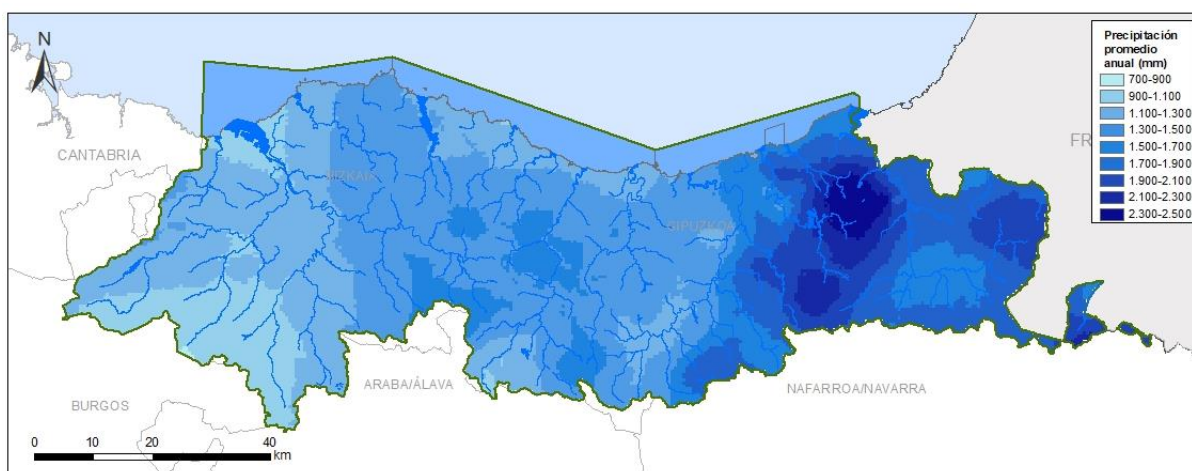 N
Precipitación
promedio
anual (mm)
700-900
900-1.100
1.100-1.300
1.300-1.500
1.500-1.700
1.700-1.900
1.900-2.100
2.100-2.300
2.300-2.500
CANTABRIA
FR
BIZKAIA
GIPUZKOA
ARABA/ÁLAVA
NAFARROA/NAVARRA
BURGOS
0 10 20 40
km